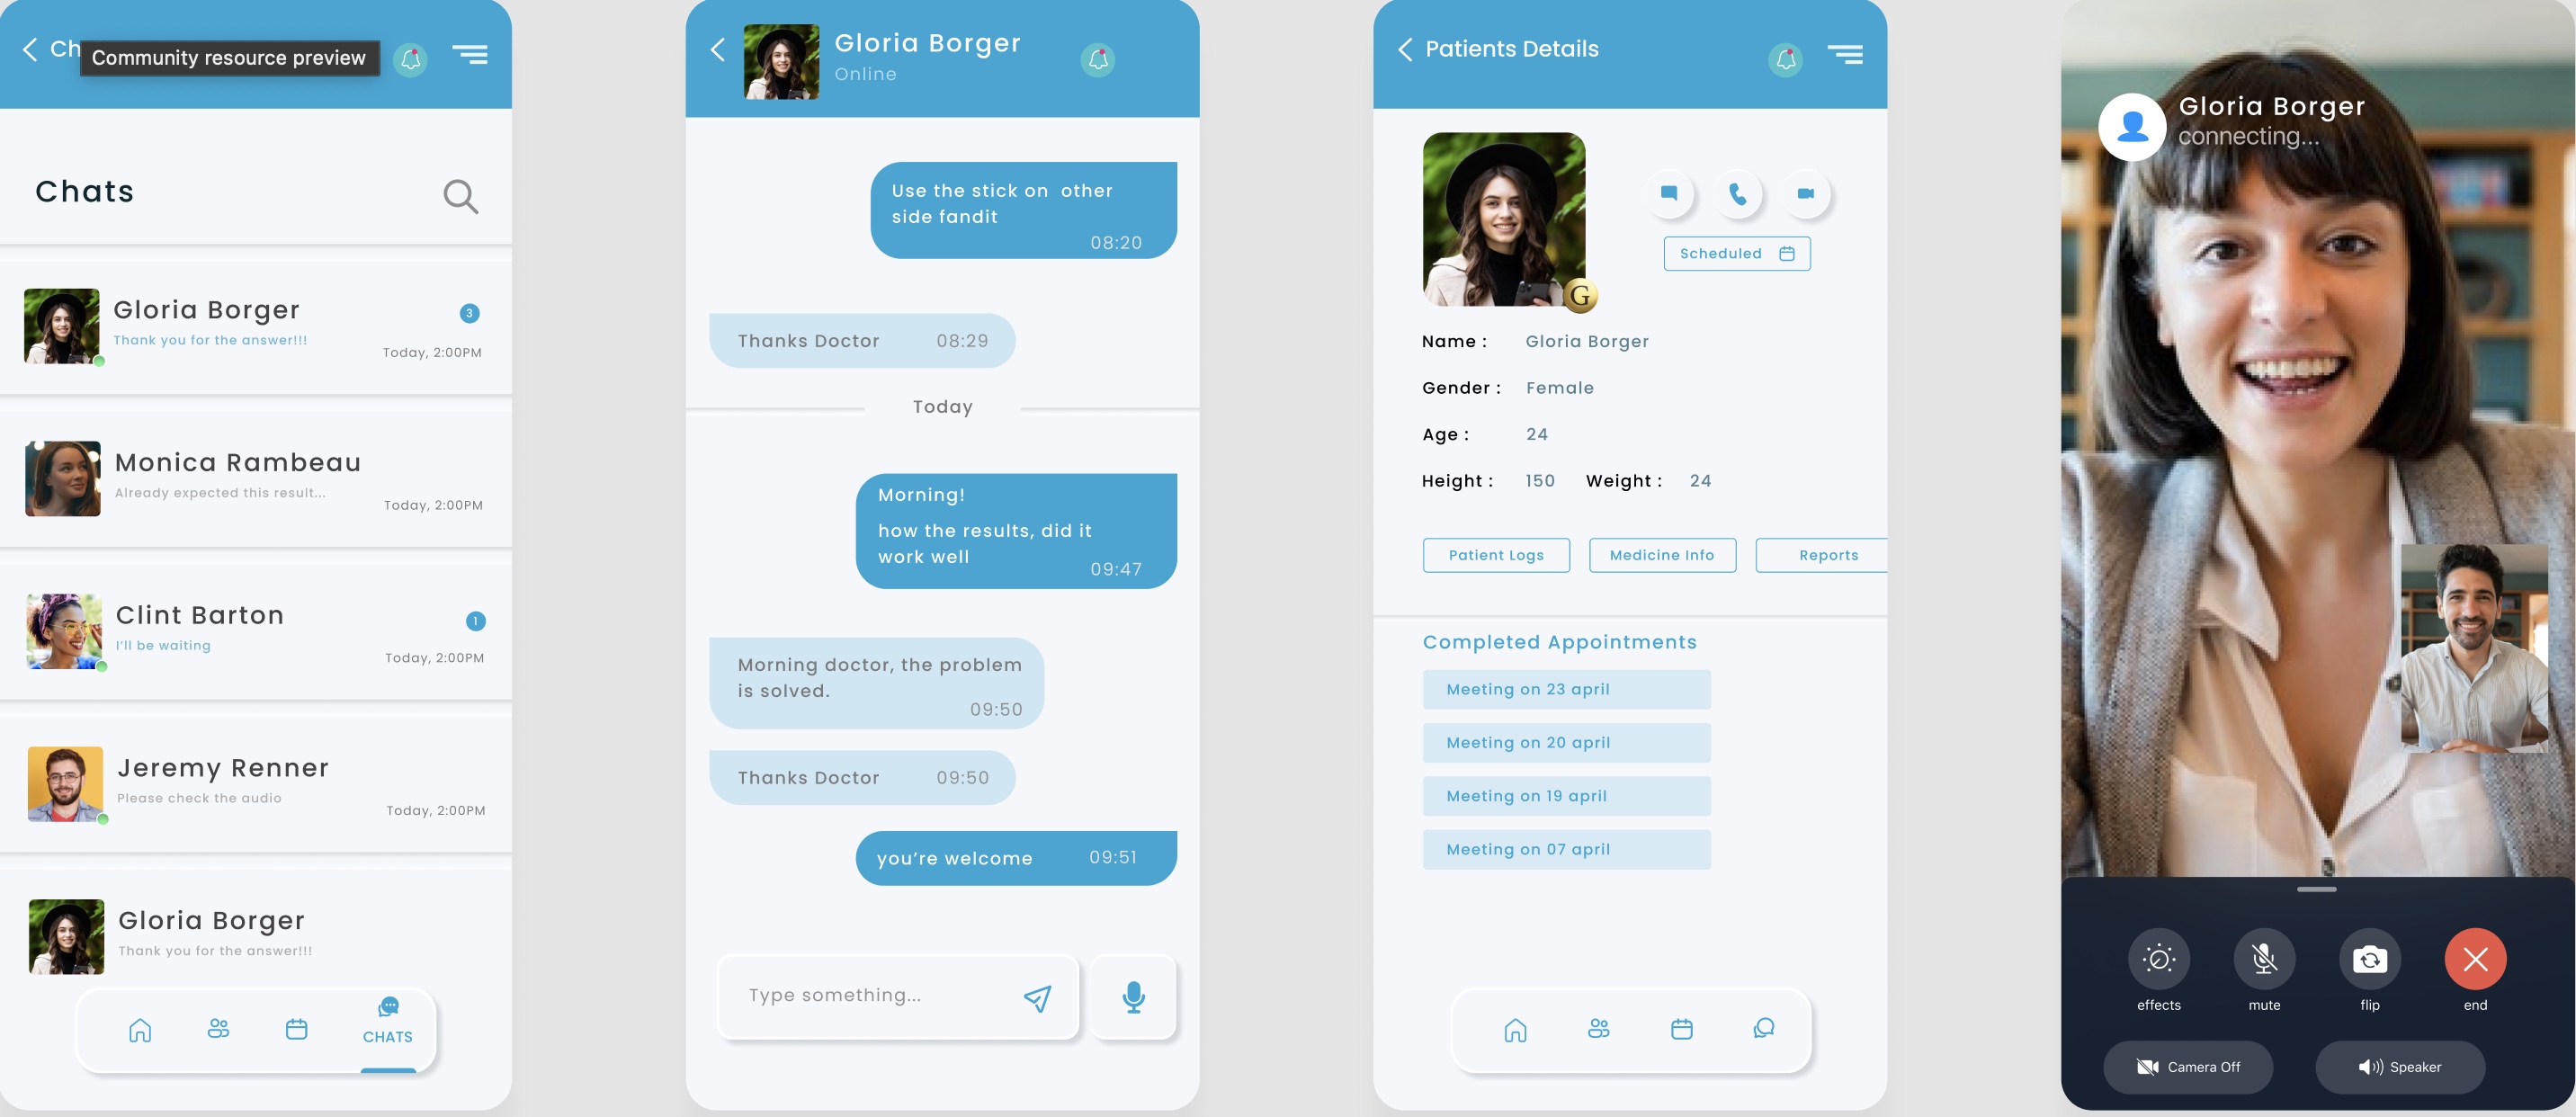 Ch
Community resource preview
Chats
Gloria Borger
3
Thank you for the answer!!!
Today, 2:00PM
Monica Rambeau
Already expected this result...
Today, 2:00PM
Clint Barton
1
I'll be waiting
Today, 2:00PM
Jeremy Renner
Please check the audio
Today, 2:00PM
Gloria Borger
Thank you for the answer!!!
CHATS
Gloria Borger
Online
Use the stick on other
side fandit
08:20
Thanks Doctor 08:29
Today
Morning!
how the results, did it
work well
09:47
Morning doctor, the problem
is solved.
09:50
Thanks Doctor 09:50
you're welcome 09:51
Type something...
Patients Details
Scheduled
G
Name : Gloria Borger
Gender : Female
Age : 24
Height : 150 Weight : 24
Patient Logs Medicine Info Reports
Completed Appointments
Meeting on 23 april
Meeting on 20 april
Meeting on 19 april
Meeting on 07 april
Gloria Borger
connecting...
effects mute flip end
Camera Off Speaker